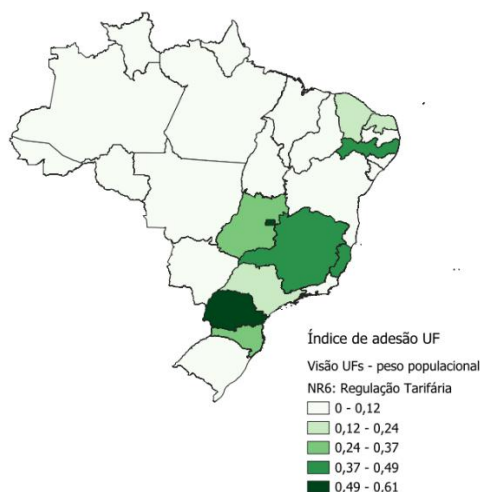 Índice de adesão UF
Visão UFs - peso populacional
NR6: Regulação Tarifária
0 - 0,12
0,12 - 0,24
0,24 - 0,37
0,37 - 0,49
0,49 - 0,61